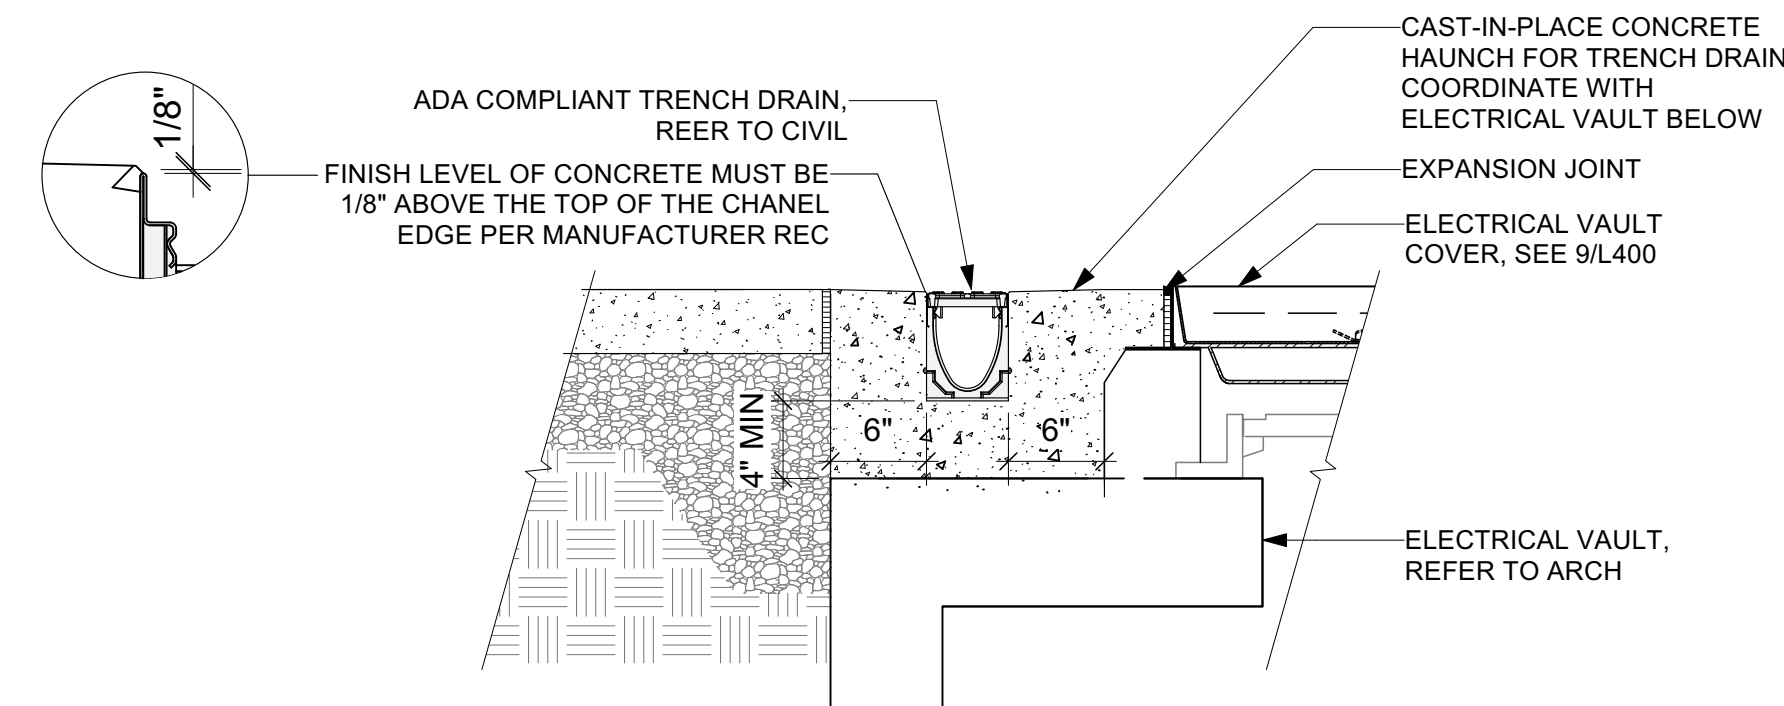 1/8"
ADA COMPLIANT TRENCH DRAIN,
REER TO CIVIL
FINISH LEVEL OF CONCRETE MUST BE
1/8" ABOVE THE TOP OF THE CHANEL
EDGE PER MANUFACTURER REC
CAST-IN-PLACE CONCRETE
HAUNCH FOR TRENCH DRAIN
COORDINATE WITH
ELECTRICAL VAULT BELOW
EXPANSION JOINT
ELECTRICAL VAULT
COVER, SEE 9/L400
4" MIN
6"
6"
ELECTRICAL VAULT,
REFER TO ARCH